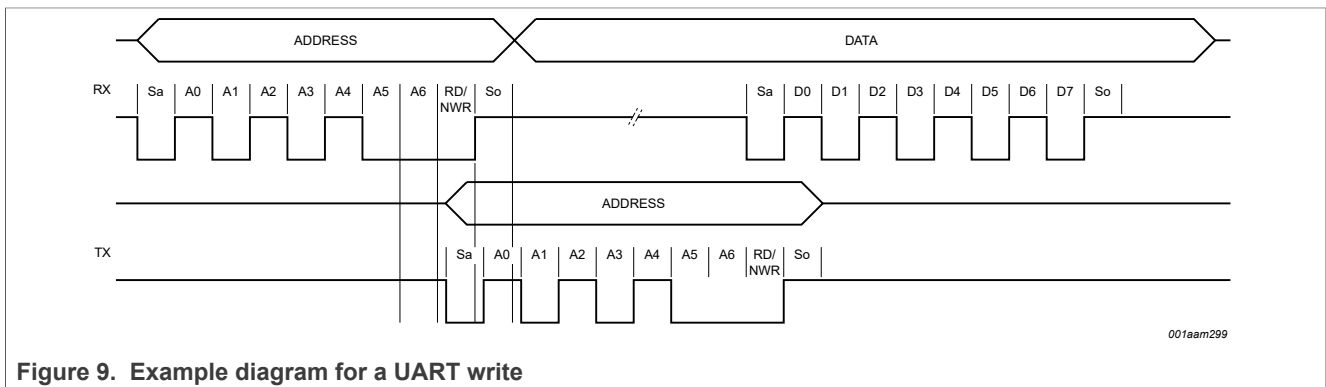 ADDRESS DATA
RX Sa A0 A1 A2 A3 A4 A5 A6 RD/ So Sa D0 D1 D2 D3 D4 D5 D6 D7 So
NWR
ADDRESS
TX Sa A0 A1 A2 A3 A4 A5 A6 RD/ So
NWR
001aam299
Figure 9. Example diagram for a UART write